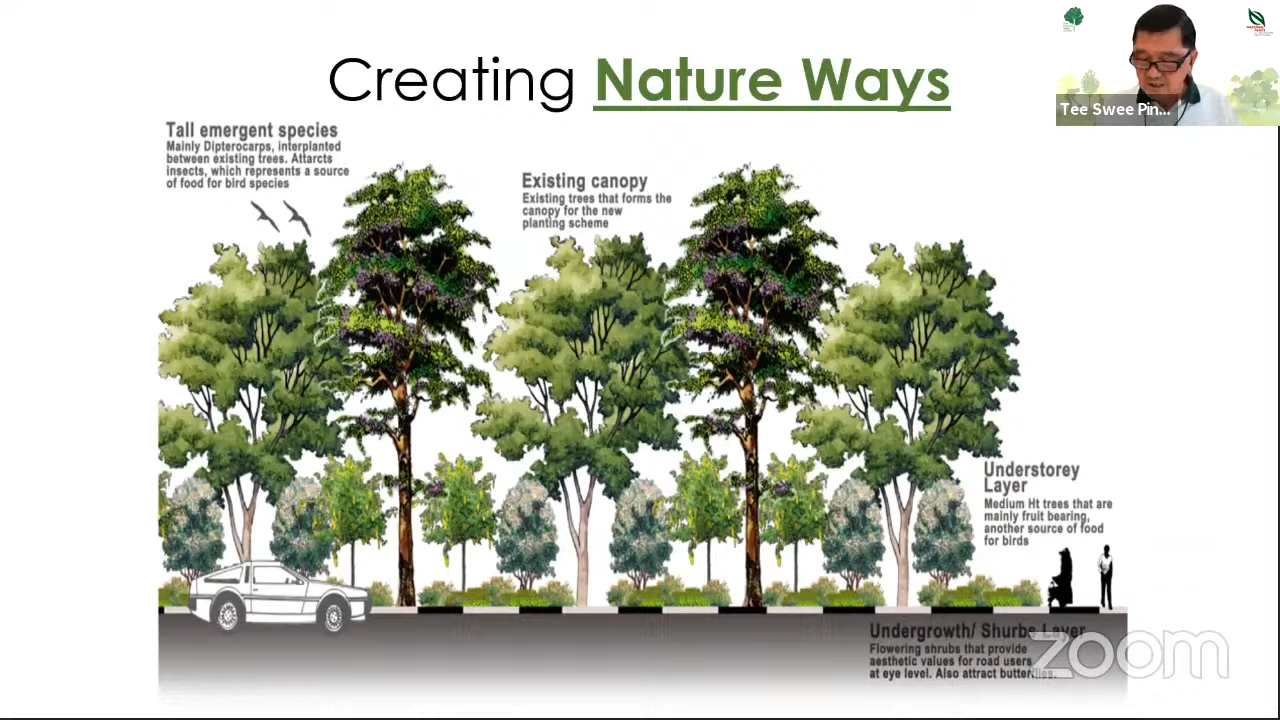 Creating Nature Ways
Tee Swee Pin...
Tall emergent species
Mainly Dipterocarps, interplanted
between existing trees. Attarcts
insects, which represents a source
of food for bird species
Existing canopy
Existing trees that forms the
canopy for the new
planting scheme
Understorey
Layer
Medium Ht trees that are
mainly fruit bearing,
another source of food
for birds
Undergrowth/ Shurbs Layer
Flowering shrubs that provide
aesthetic values for road users
at eye level. Also attract butterflies.
zoom